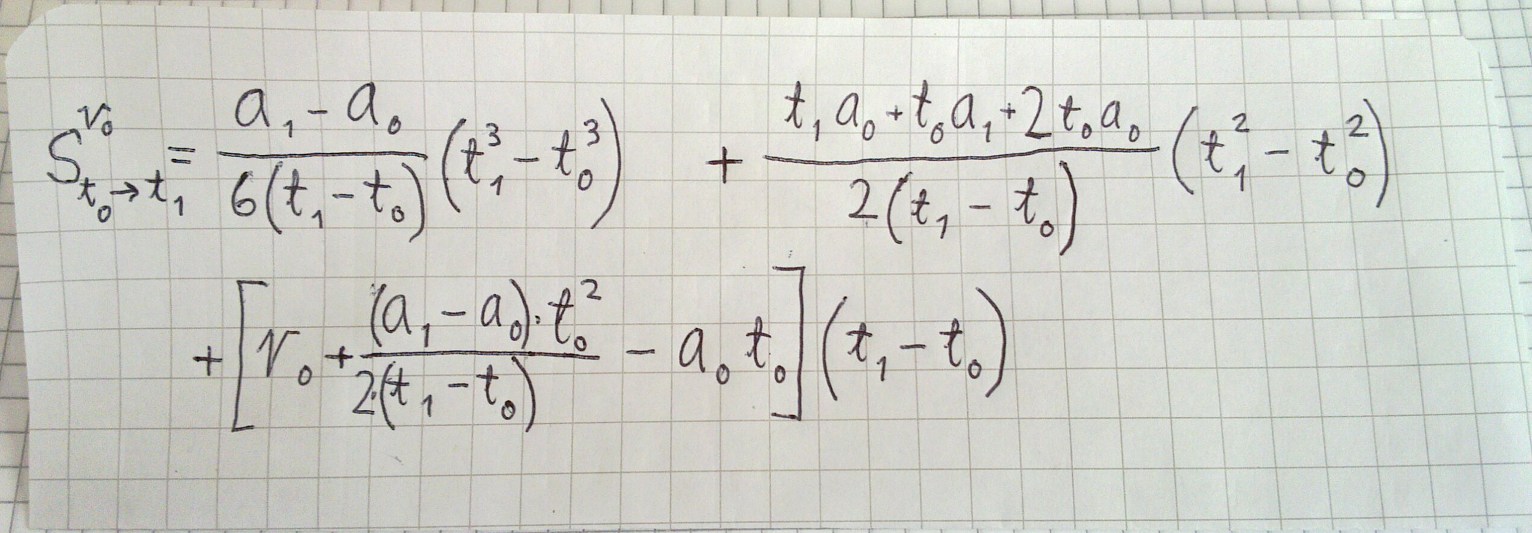 $S^{v_0}_{t_0 \to t_1} = \frac{a_1 - a_0}{6(t_1 - t_0)} (t_1^3 - t_0^3) + \frac{t_1 a_0 + t_0 a_1 + 2 t_0 a_0}{2(t_1 - t_0)} (t_1^2 - t_0^2)$
$+ \left[ v_0 + \frac{(a_1 - a_0) \cdot t_0^2}{2 \cdot (t_1 - t_0)} - a_0 t_0 \right] (t_1 - t_0)$